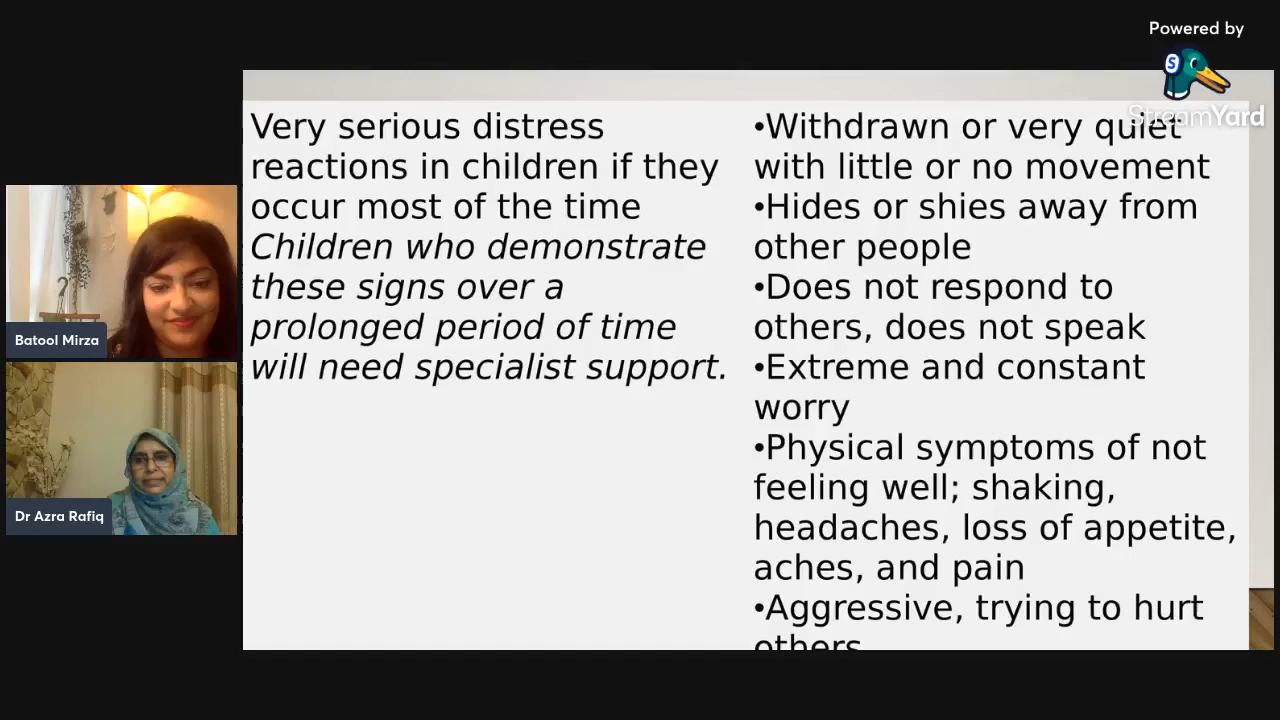 Powered by
StreamYard
Very serious distress
reactions in children if they
occur most of the time
Children who demonstrate
these signs over a
prolonged period of time
will need specialist support.
•Withdrawn or very quiet
with little or no movement
•Hides or shies away from
other people
•Does not respond to
others, does not speak
•Extreme and constant
worry
•Physical symptoms of not
feeling well; shaking,
headaches, loss of appetite,
aches, and pain
•Aggressive, trying to hurt
others
Batool Mirza
Dr Azra Rafiq